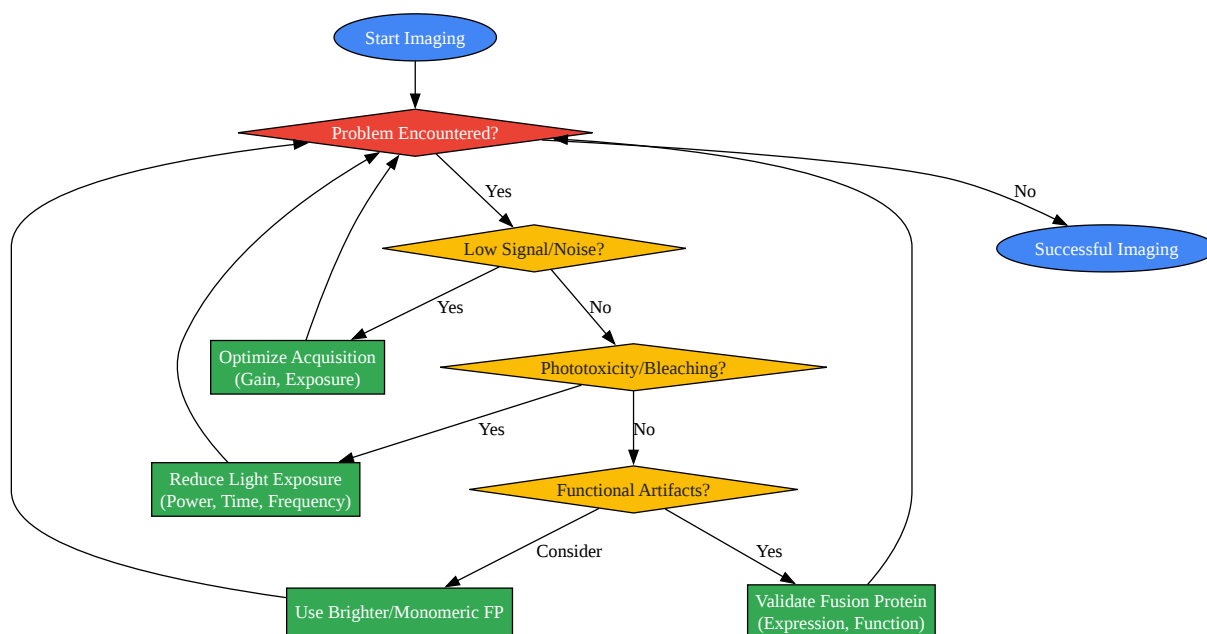 Start Imaging
Problem Encountered?
Yes
No
Low Signal/Noise?
Successful Imaging
Yes
No
Optimize Acquisition
(Gain, Exposure)
Phototoxicity/Bleaching?
Yes
No
Reduce Light Exposure
(Power, Time, Frequency)
Functional Artifacts?
Consider
Yes
Use Brighter/Monomeric FP
Validate Fusion Protein
(Expression, Function)